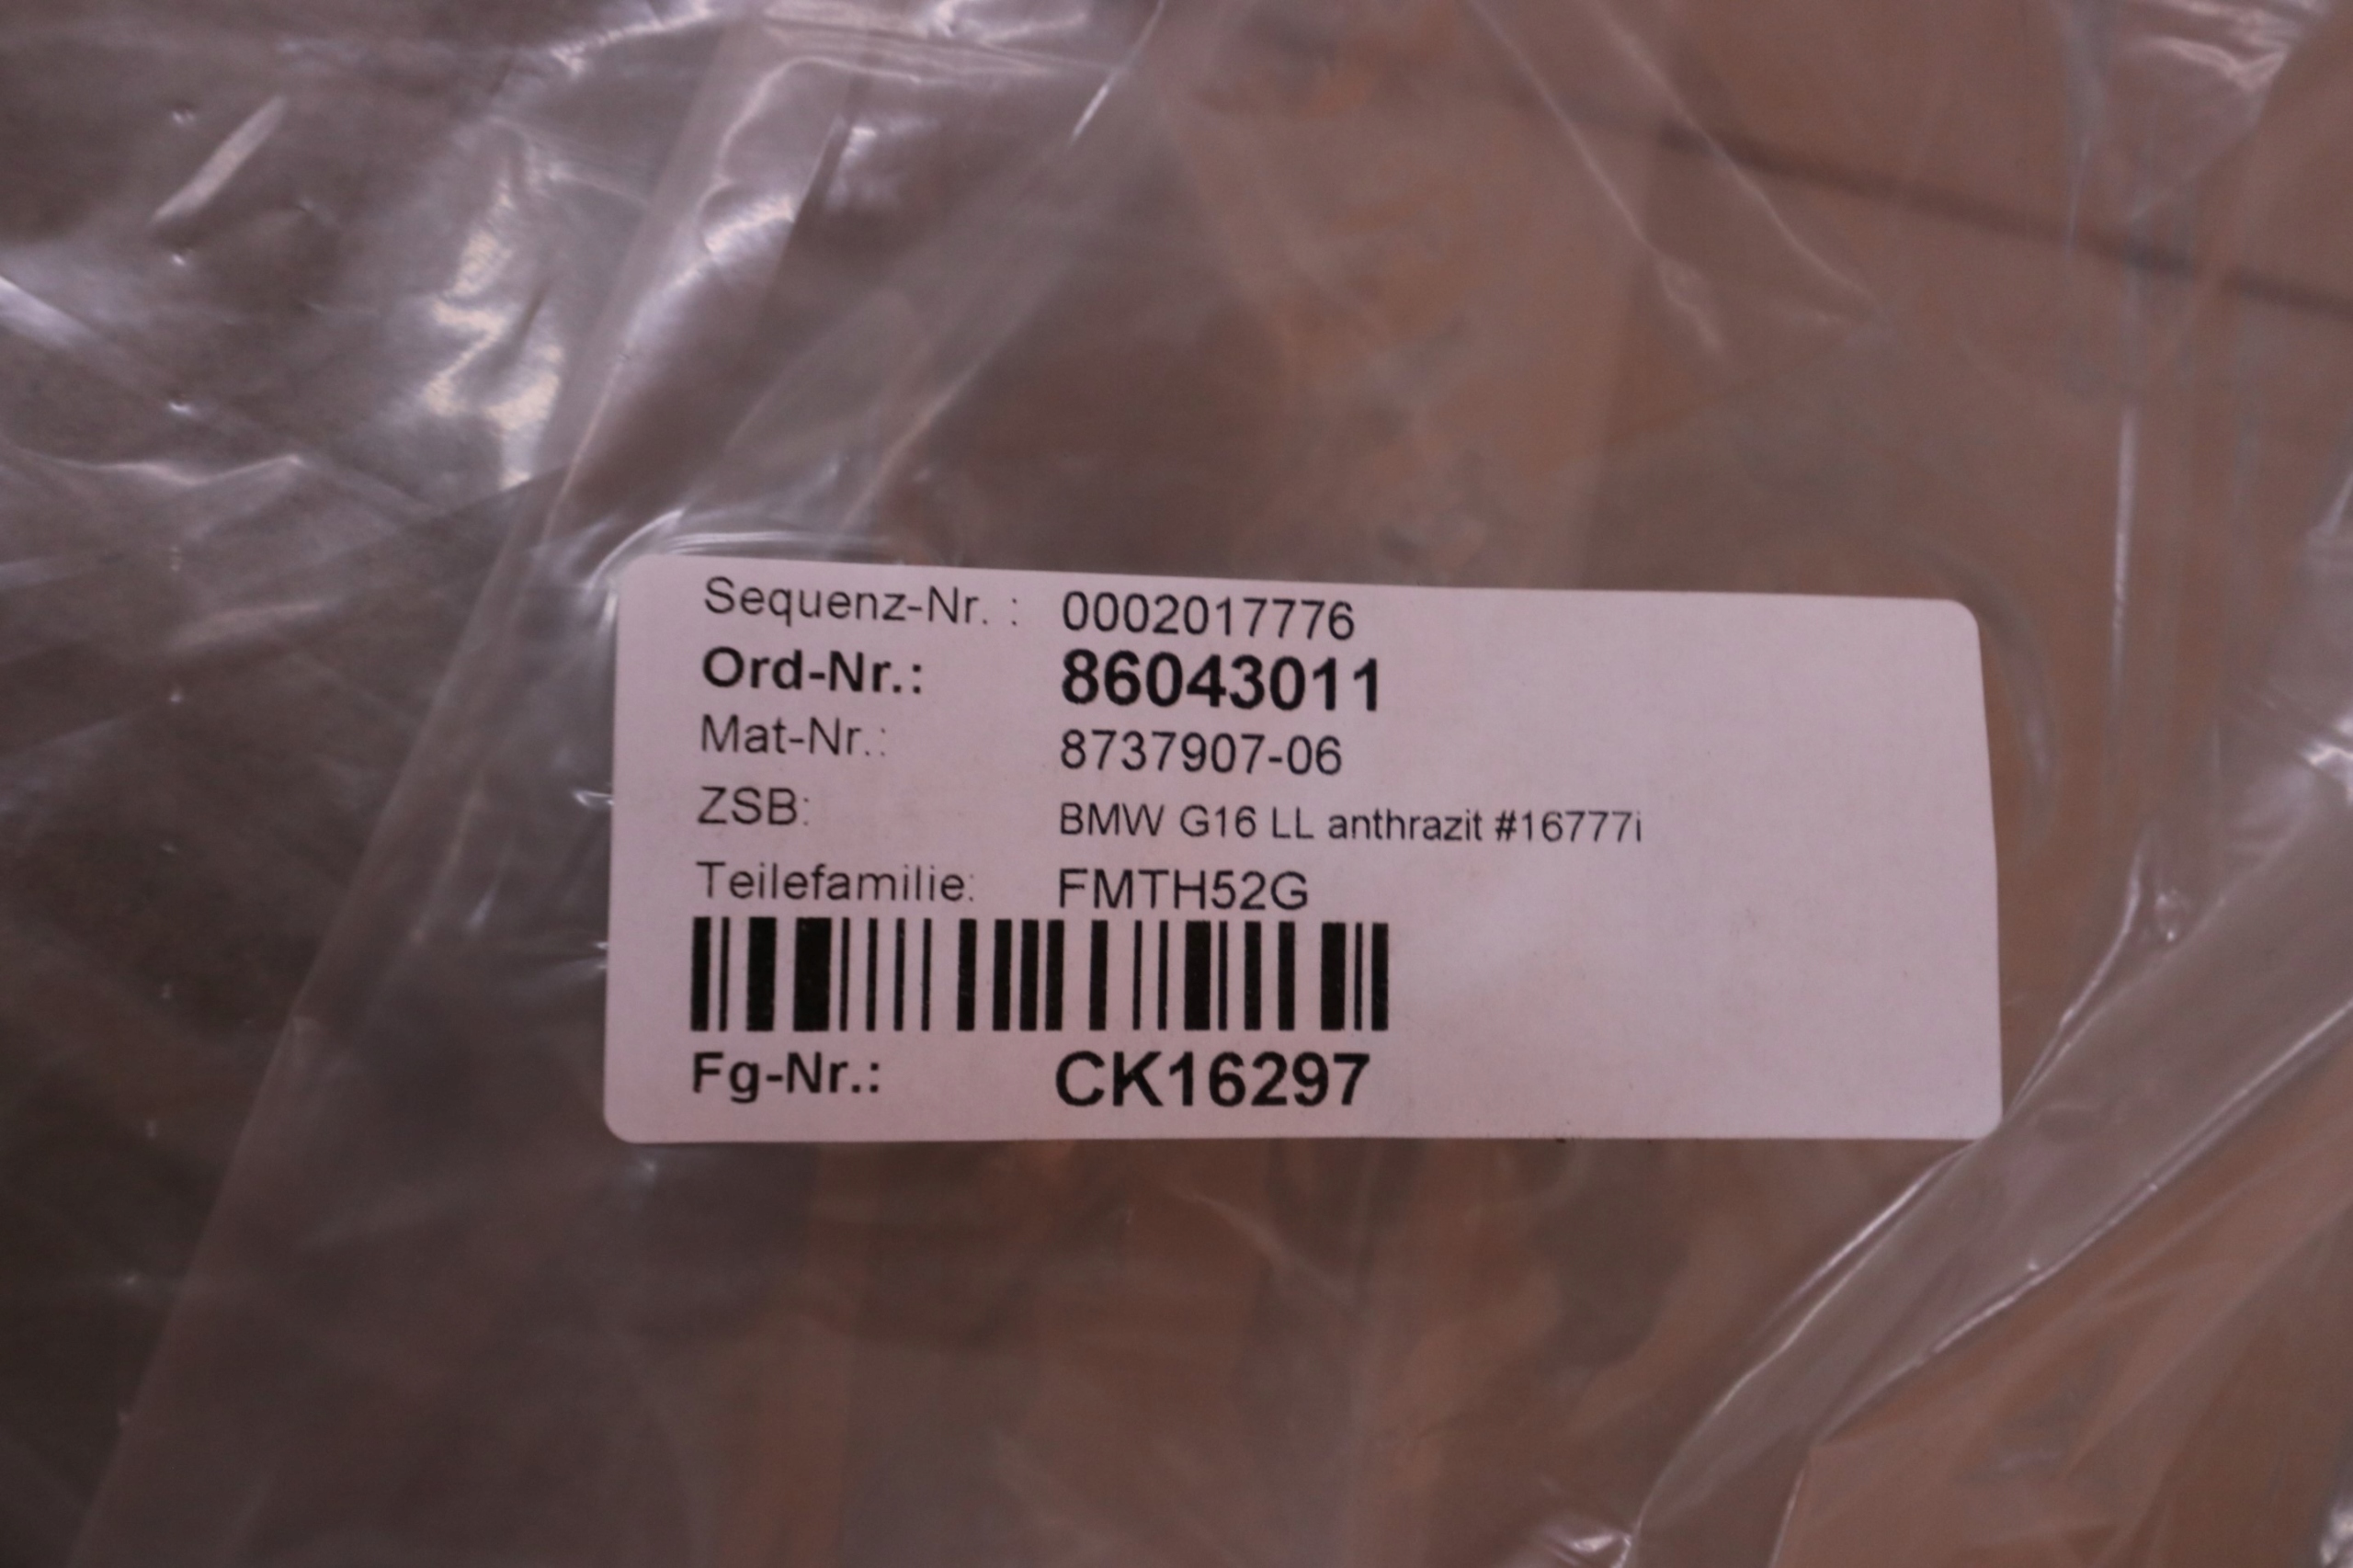 Sequenz-Nr. : 0002017776
Ord-Nr.: 86043011
Mat-Nr.: 8737907-06
ZSB: BMW G16 LL anthrazit #16777i
Teilefamilie: FMTH52G
Fg-Nr.: CK16297